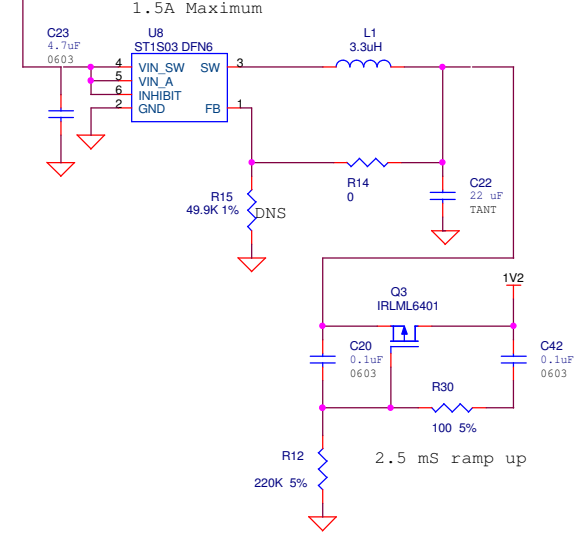 1.5A Maximum
C23
4.7uF
0603
U8
ST1S03 DFN6
L1
3.3uH
4 VIN_SW SW 3
5 VIN_A
6 INHIBIT
2 GND FB 1
R14
0
R15
49.9K 1%
DNS
C22
22 uF
TANT
1V2
Q3
IRLML6401
C20
0.1uF
0603
C42
0.1uF
0603
R30
100 5%
R12
220K 5%
2.5 mS ramp up